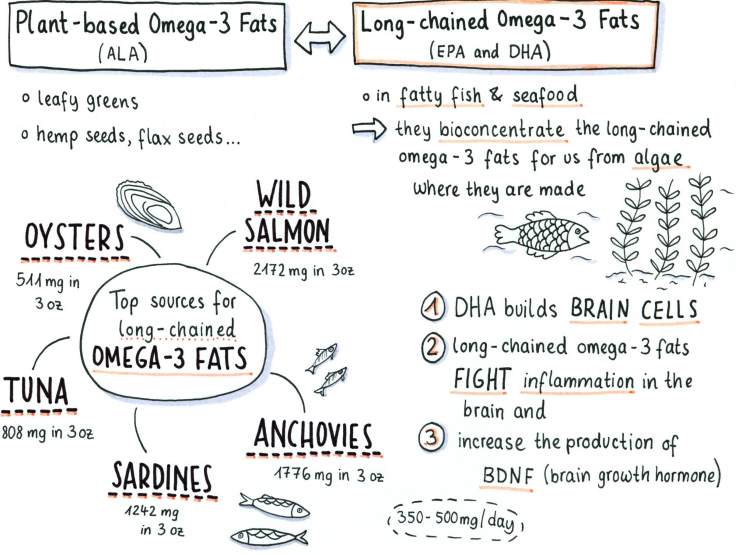 Plant-based Omega-3 Fats
(ALA)
Long-chained Omega-3 Fats
(EPA and DHA)
o leafy greens
o hemp seeds, flax seeds...
o in fatty fish & seafood
⇒ they bioconcentrate the long-chained
omega-3 fats for us from algae
where they are made
OYSTERS
511 mg in
3 oz
WILD
SALMON
2172 mg in 3oz
Top sources for
long-chained
OMEGA-3 FATS
TUNA
808 mg in 3 oz
SARDINES
1242 mg
in 3 oz
ANCHOVIES
1776 mg in 3 oz
1 DHA builds BRAIN CELLS
2 long-chained omega-3 fats
FIGHT inflammation in the
brain and
3 increase the production of
BDNF (brain growth hormone)
350-500mg/day